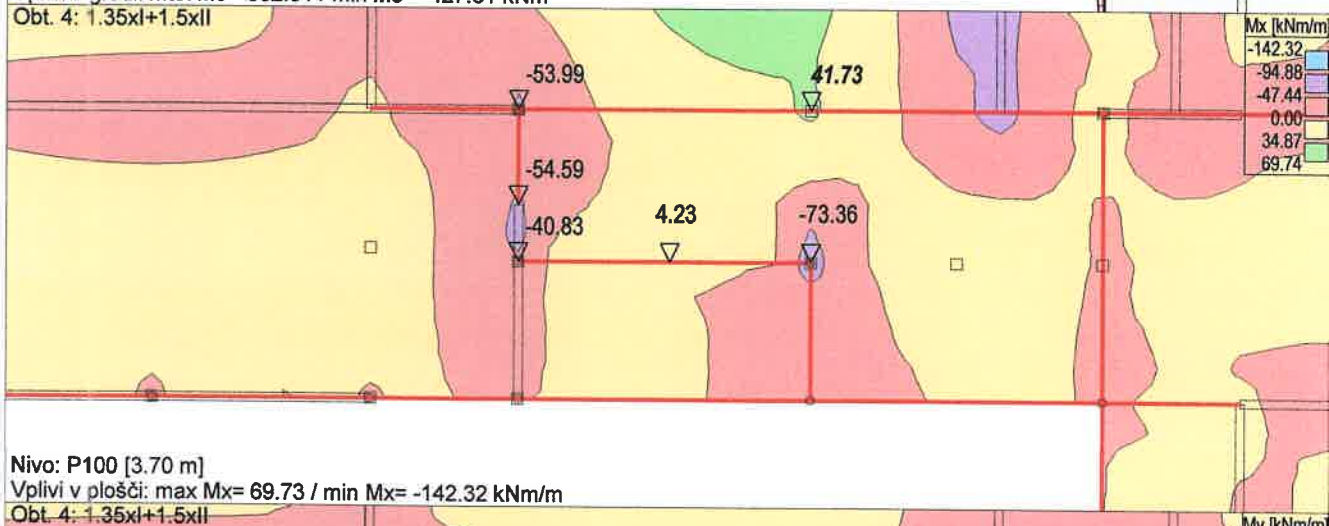 Obt. 4: 1.35xI+1.5xII
Mx [kNm/m]
-142.32
-94.88
-47.44
0.00
34.87
69.74
-53.99
41.73
-54.59
-40.83
4.23
-73.36
Nivo: P100 [3.70 m]
Vplivi v plošči: max Mx= 69.73 / min Mx= -142.32 kNm/m
Obt. 4: 1.35xI+1.5xII